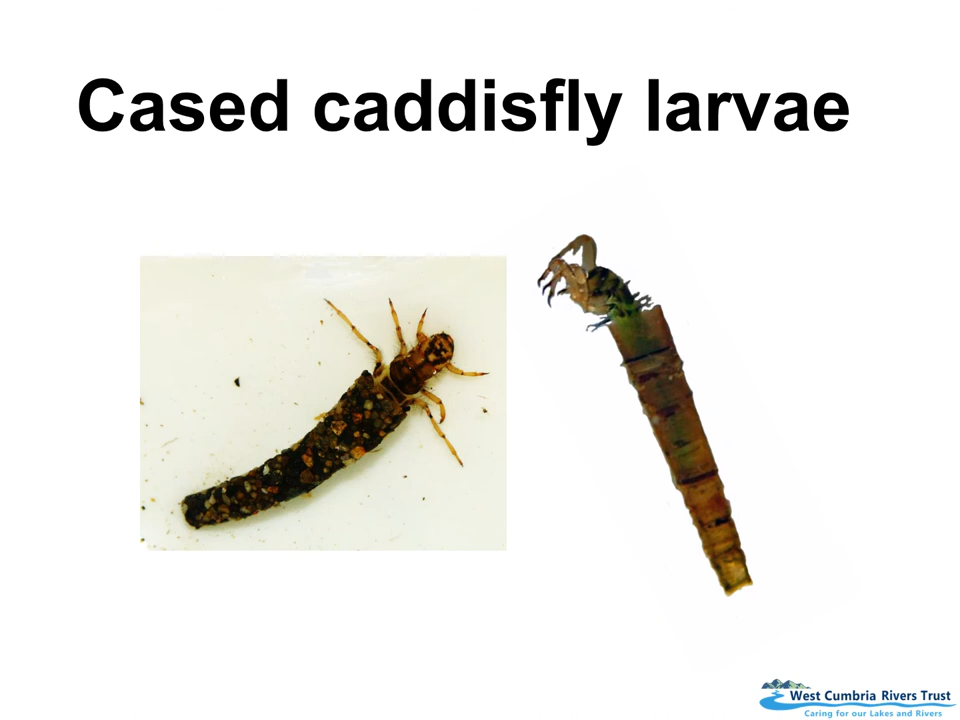 Cased caddisfly larvae
West Cumbria Rivers Trust
Caring for our Lakes and Rivers